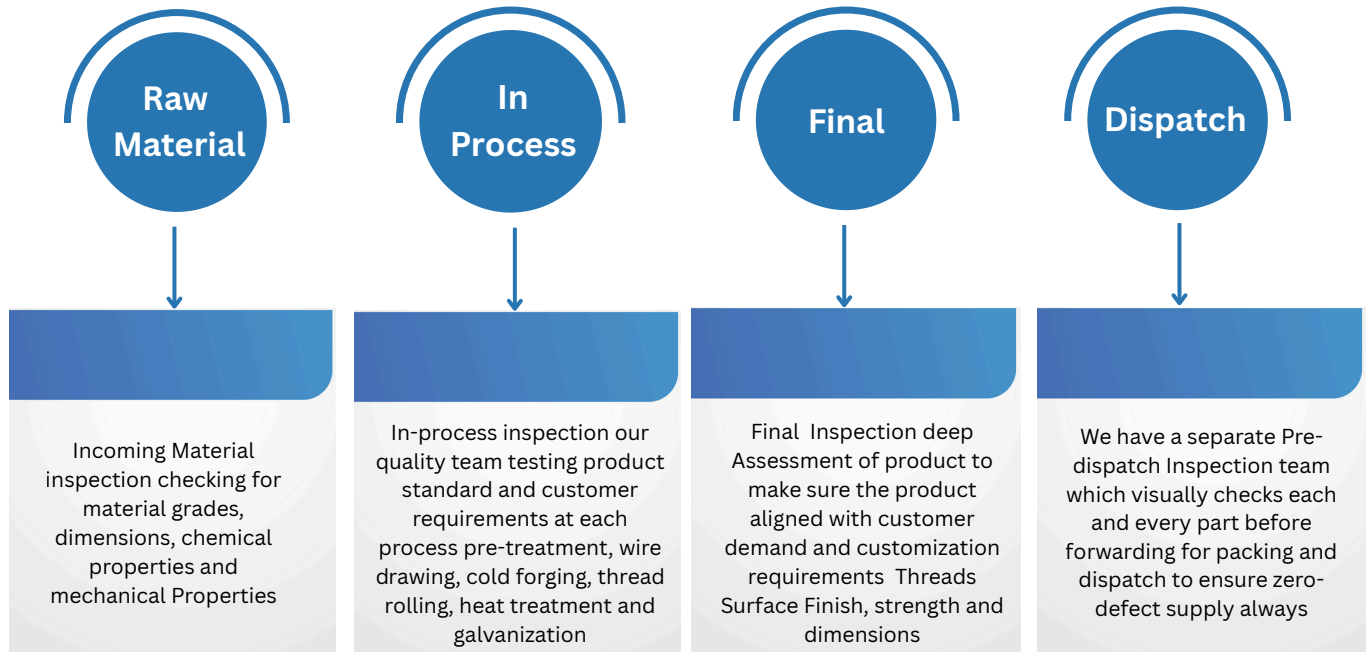 Raw
Material
In
Process
Final
Dispatch
Incoming Material
inspection checking for
material grades,
dimensions, chemical
properties and
mechanical Properties
In-process inspection our
quality team testing product
standard and customer
requirements at each
process pre-treatment, wire
drawing, cold forging, thread
rolling, heat treatment and
galvanization
Final Inspection deep
Assessment of product to
make sure the product
aligned with customer
demand and customization
requirements Threads
Surface Finish, strength and
dimensions
We have a separate Pre-
dispatch Inspection team
which visually checks each
and every part before
forwarding for packing and
dispatch to ensure zero-
defect supply always